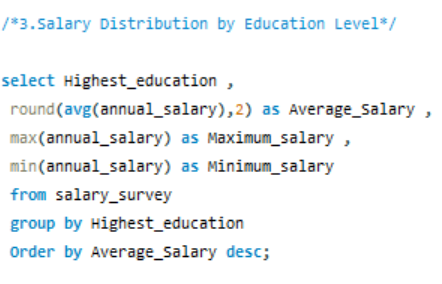 /*3.Salary Distribution by Education Level*/
select Highest_education ,
round(avg(annual_salary),2) as Average_Salary ,
max(annual_salary) as Maximum_salary ,
min(annual_salary) as Minimum_salary
from salary_survey
group by Highest_education
Order by Average_Salary desc;